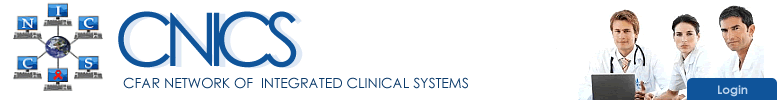 N I C
C A S
CNICS
CFAR NETWORK OF INTEGRATED CLINICAL SYSTEMS
Login